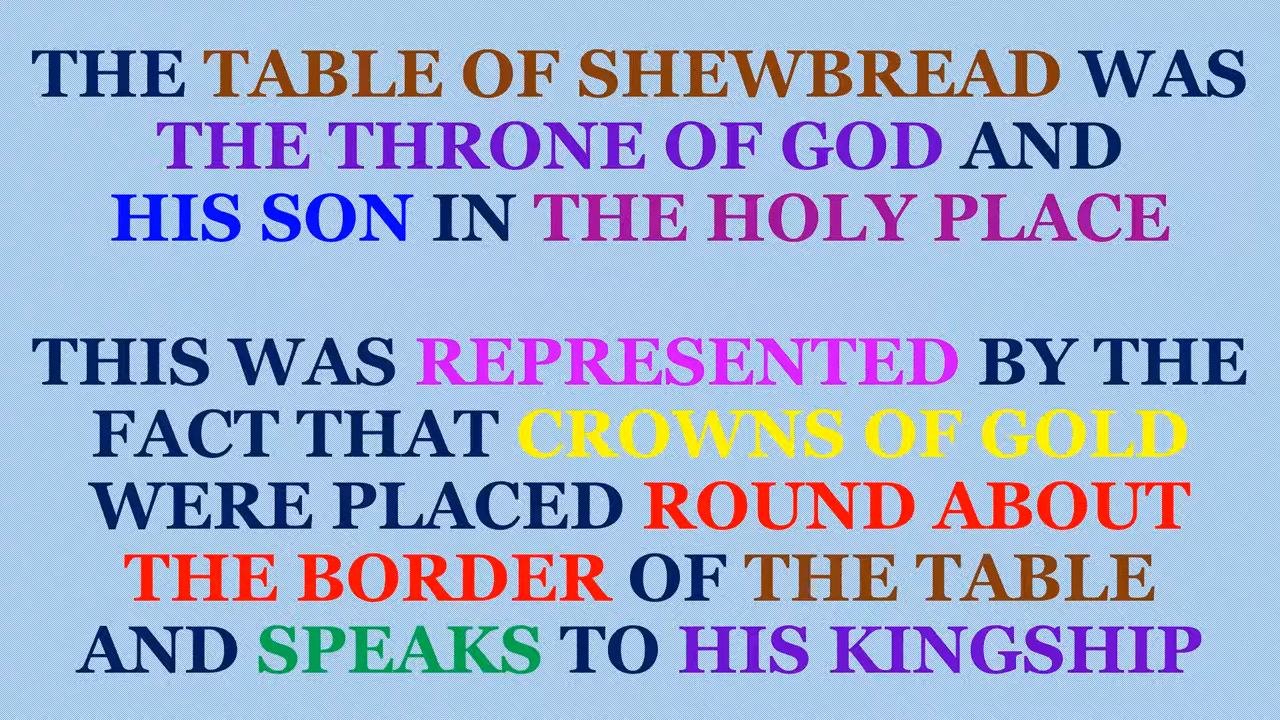 THE TABLE OF SHEWBREAD WAS
THE THRONE OF GOD AND
HIS SON IN THE HOLY PLACE
THIS WAS REPRESENTED BY THE
FACT THAT CROWNS OF GOLD
WERE PLACED ROUND ABOUT
THE BORDER OF THE TABLE
AND SPEAKS TO HIS KINGSHIP